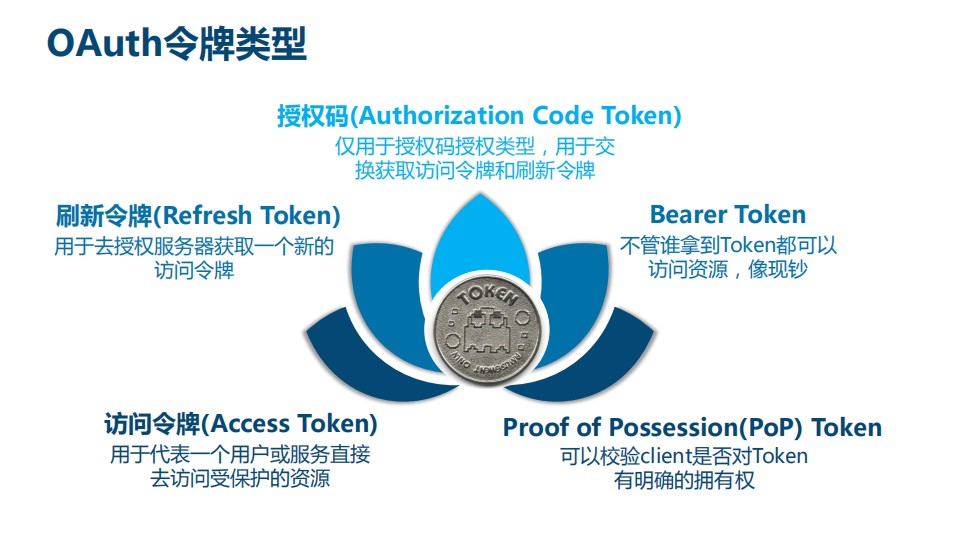 OAuth令牌类型
授权码(Authorization Code Token)
仅用于授权码授权类型，用于交
换获取访问令牌和刷新令牌
刷新令牌(Refresh Token)
用于去授权服务器获取一个新的
访问令牌
Bearer Token
不管谁拿到Token都可以
访问资源，像现钞
TOKEN
AMUSEMENT ONLY
访问令牌(Access Token)
用于代表一个用户或服务直接
去访问受保护的资源
Proof of Possession(PoP) Token
可以校验client是否对Token
有明确的拥有权